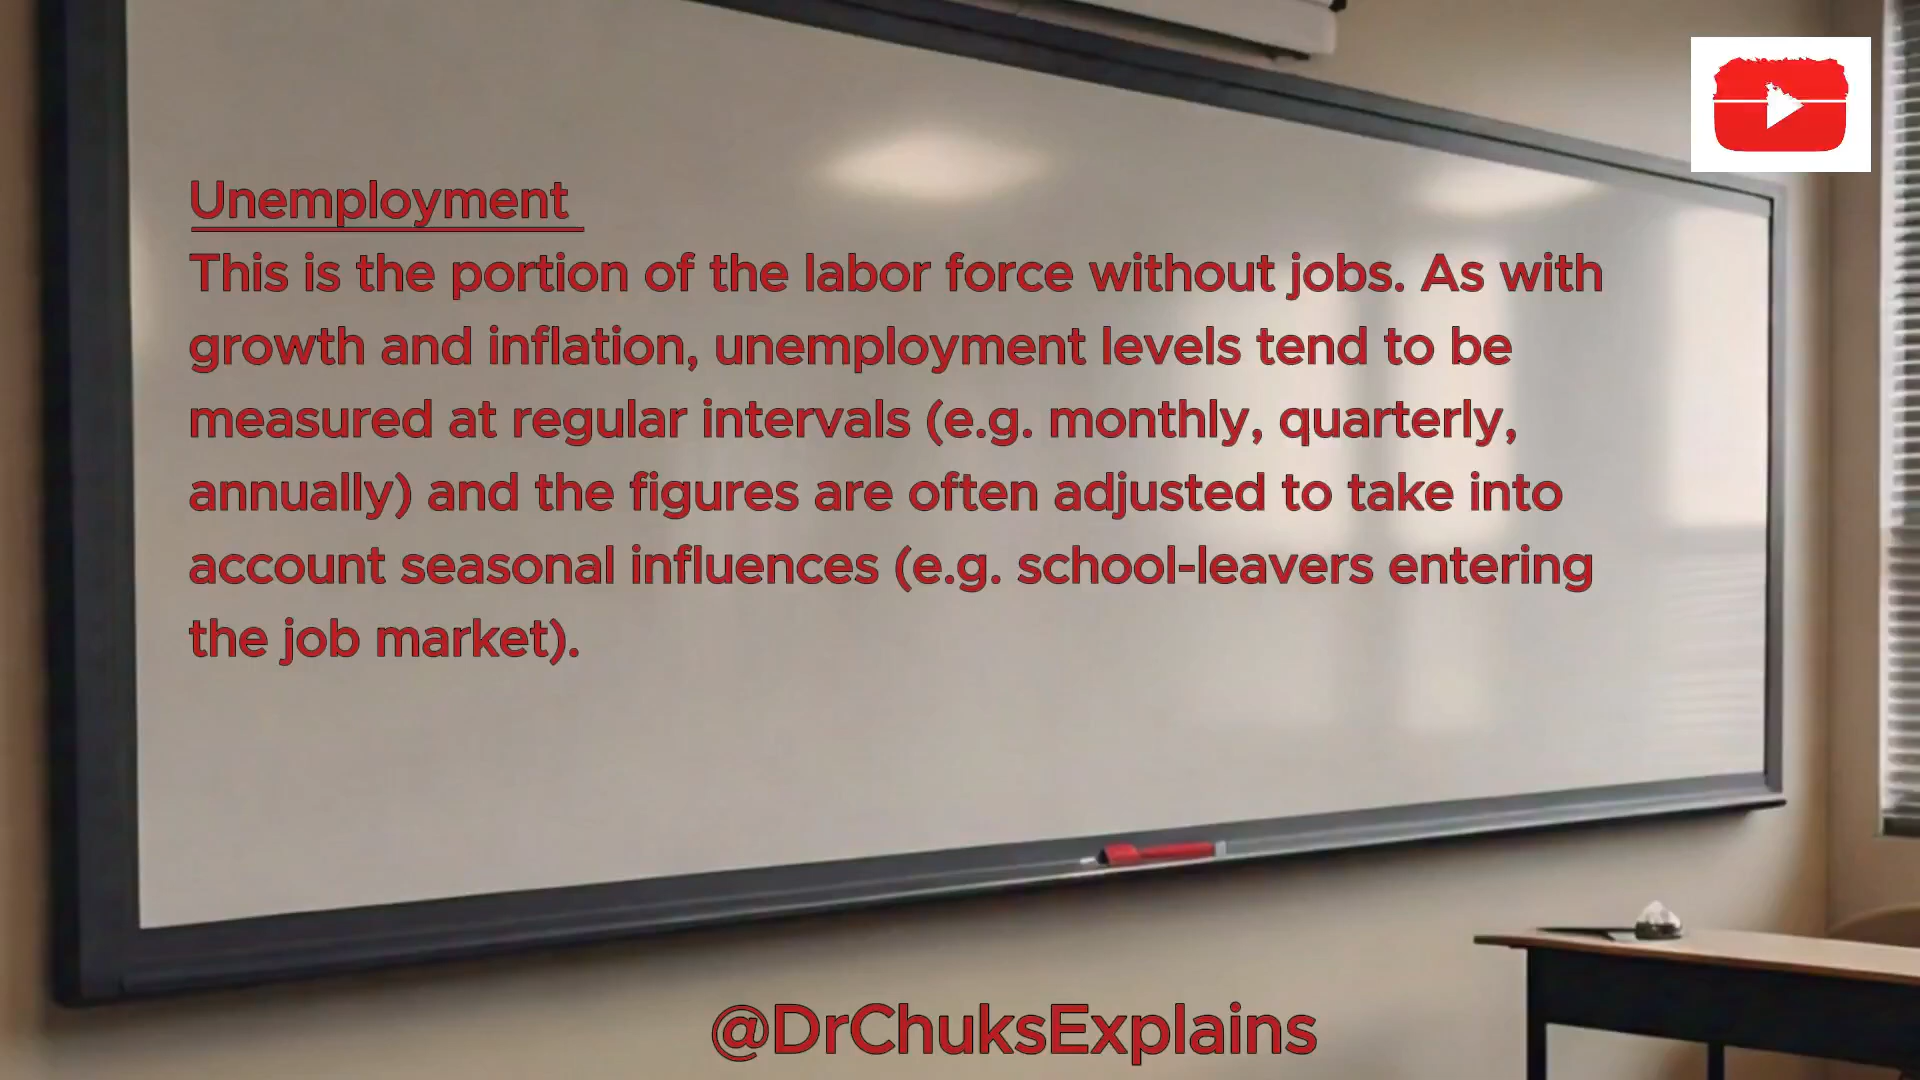 Unemployment
This is the portion of the labor force without jobs. As with
growth and inflation, unemployment levels tend to be
measured at regular intervals (e.g. monthly, quarterly,
annually) and the figures are often adjusted to take into
account seasonal influences (e.g. school-leavers entering
the job market).
@DrChuksExplains